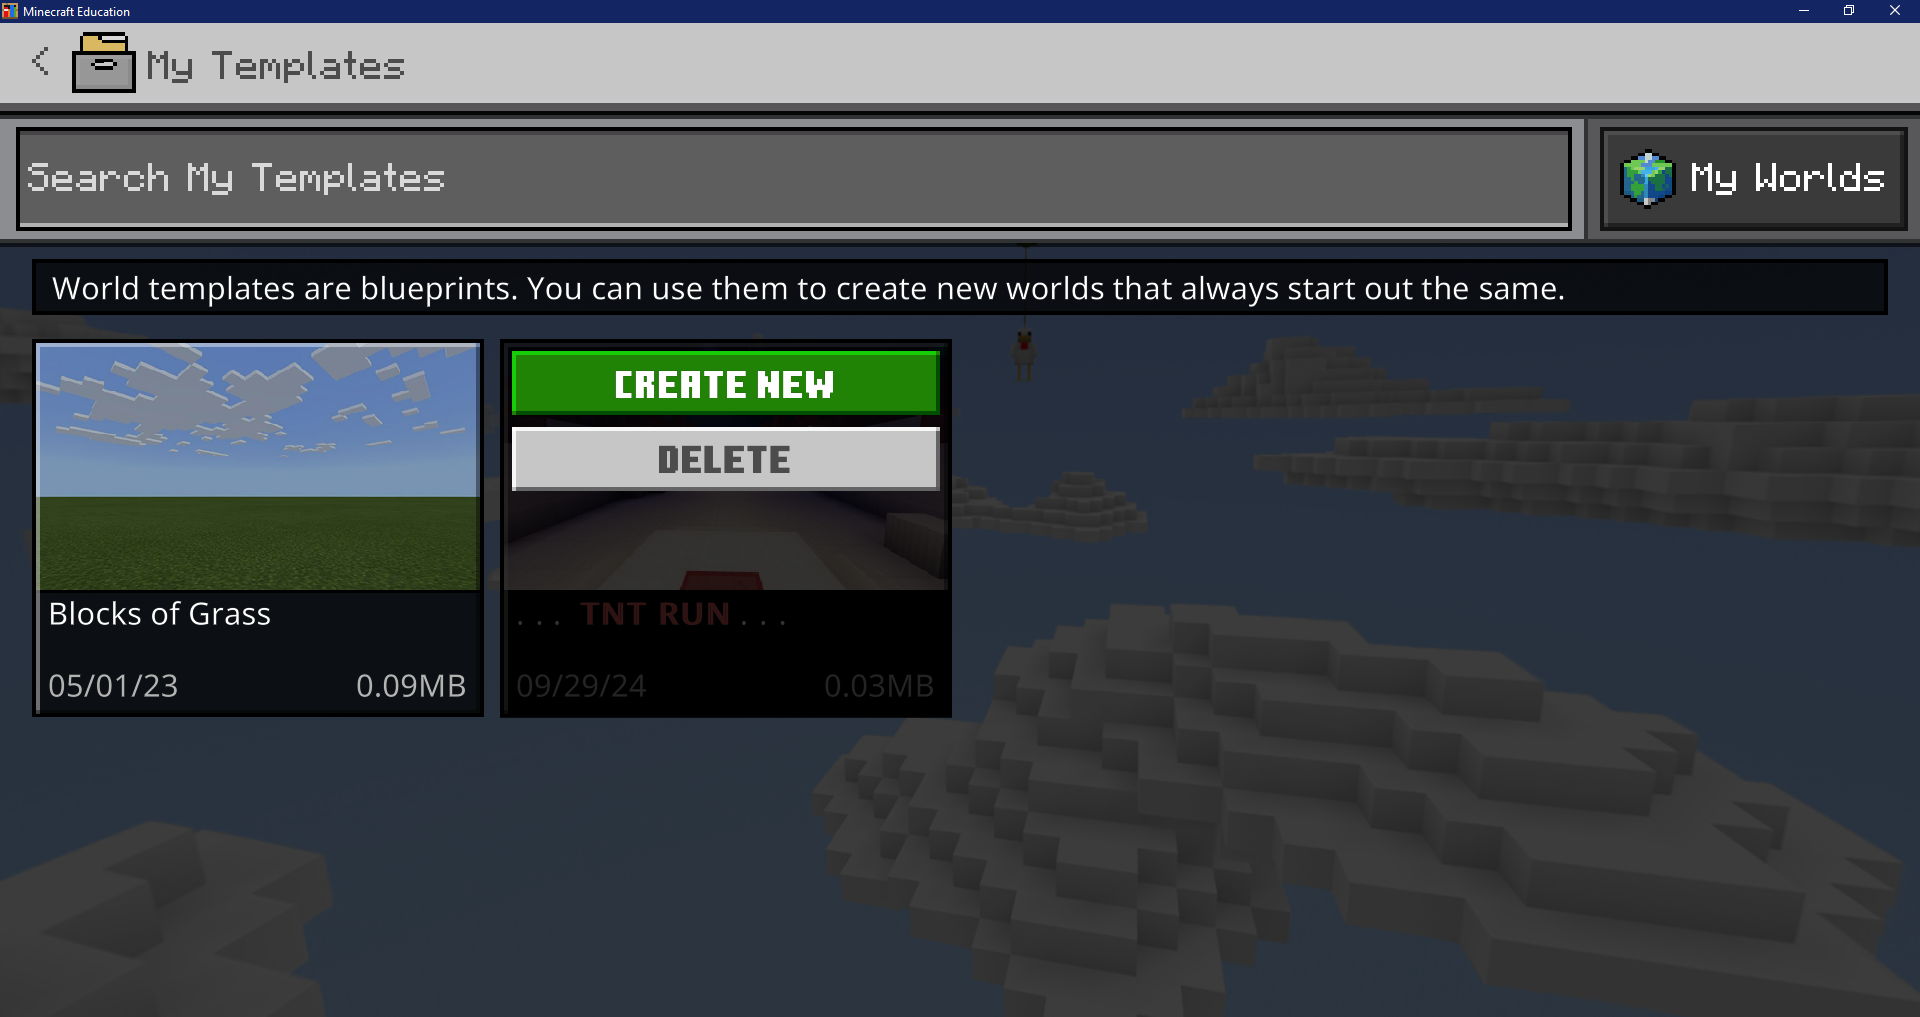 Minecraft Education
My Templates
Search My Templates
My Worlds
World templates are blueprints. You can use them to create new worlds that always start out the same.
CREATE NEW
DELETE
Blocks of Grass
... TNT RUN ...
05/01/23
0.09MB
09/29/24
0.03MB